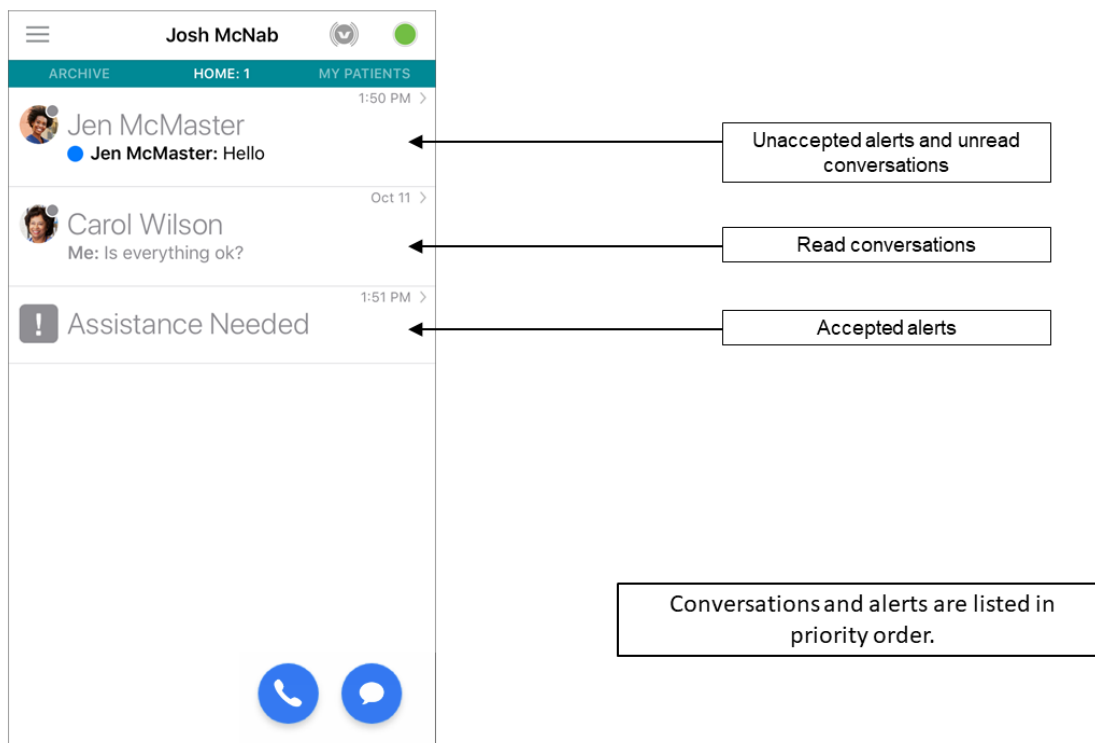 Josh McNab
ARCHIVE HOME: 1 MY PATIENTS
1:50 PM
Jen McMaster
Jen McMaster: Hello
Unaccepted alerts and unread
conversations
Oct 11
Carol Wilson
Me: Is everything ok?
Read conversations
1:51 PM
! Assistance Needed
Accepted alerts
Conversations and alerts are listed in
priority order.